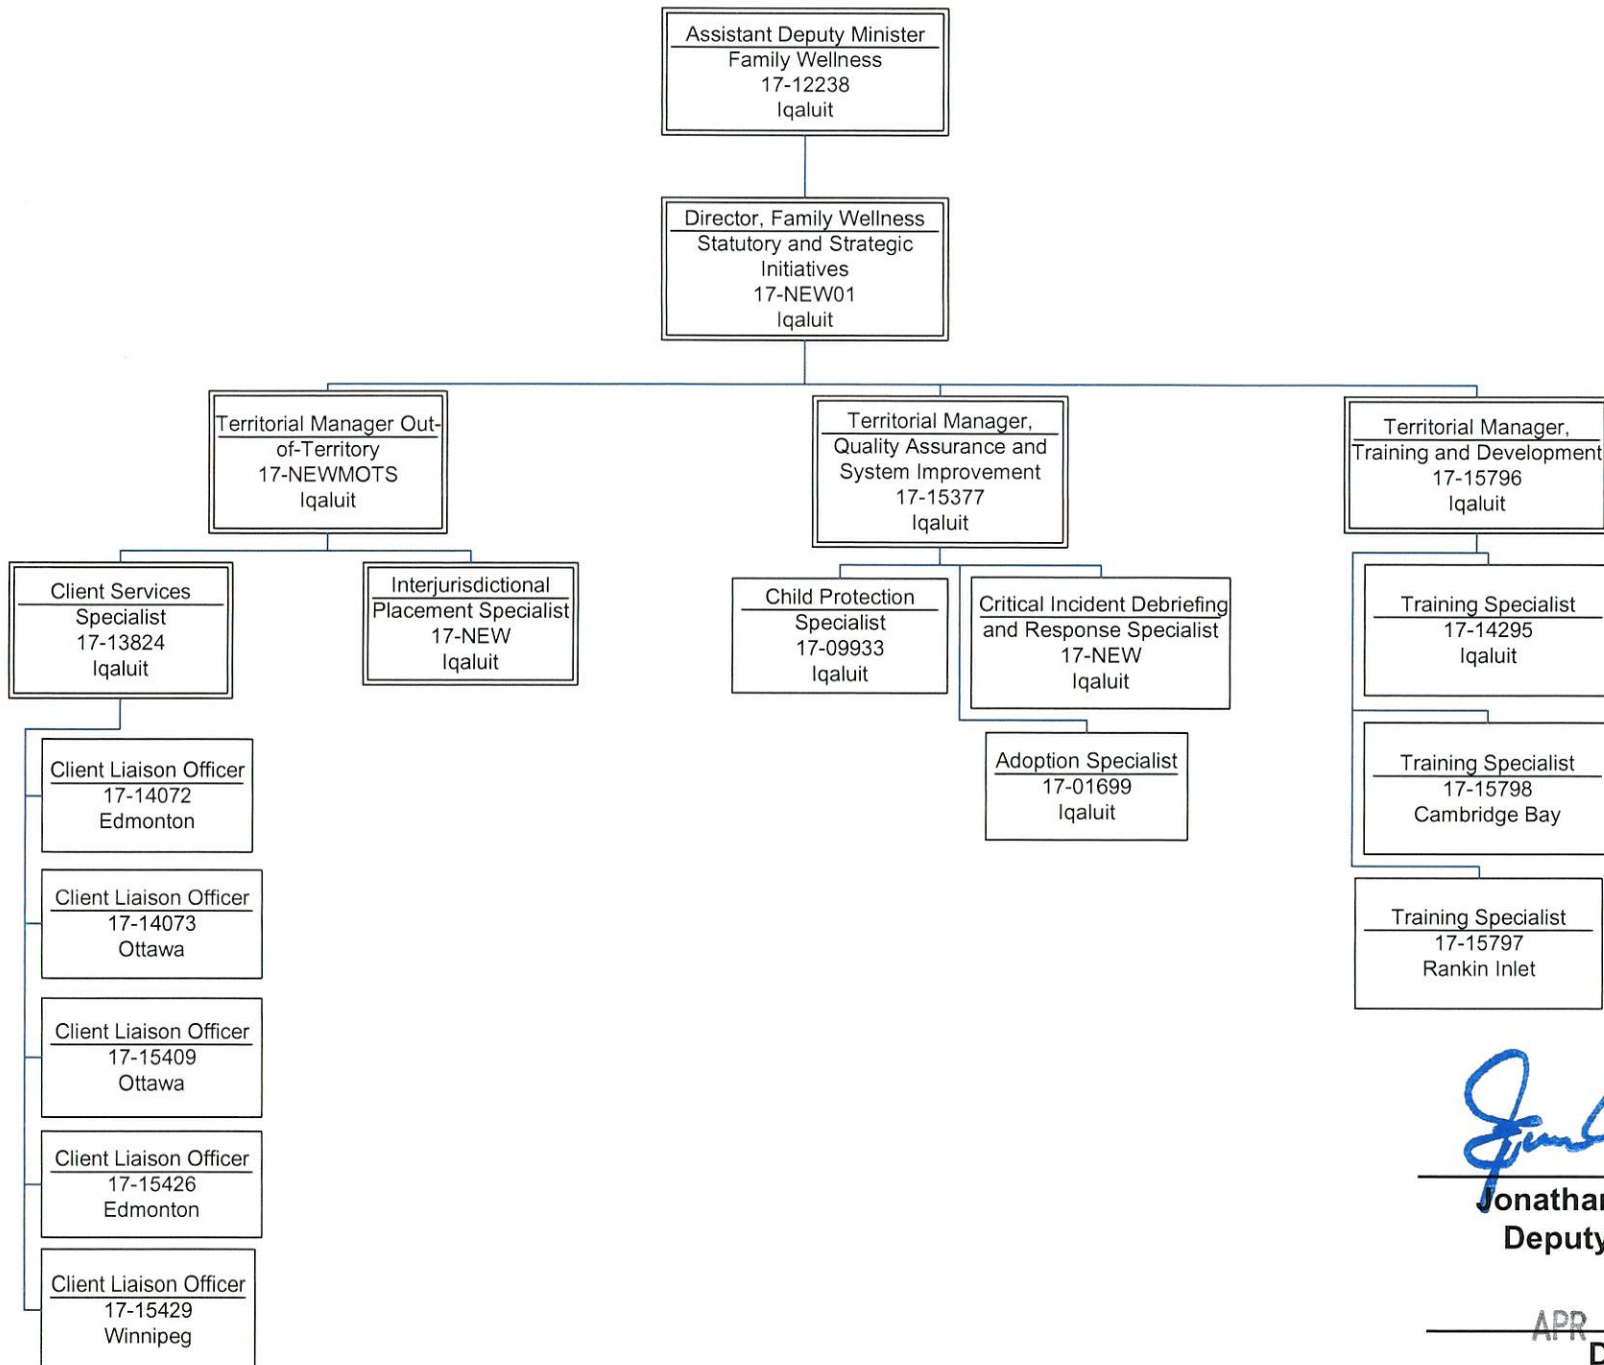 Assistant Deputy Minister
Family Wellness
17-12238
Iqaluit
Director, Family Wellness
Statutory and Strategic
Initiatives
17-NEW01
Iqaluit
Territorial Manager Out-
of-Territory
17-NEWMOTS
Iqaluit
Territorial Manager,
Quality Assurance and
System Improvement
17-15377
Iqaluit
Territorial Manager,
Training and Development
17-15796
Iqaluit
Client Services
Specialist
17-13824
Iqaluit
Interjurisdictional
Placement Specialist
17-NEW
Iqaluit
Child Protection
Specialist
17-09933
Iqaluit
Critical Incident Debriefing
and Response Specialist
17-NEW
Iqaluit
Adoption Specialist
17-01699
Iqaluit
Training Specialist
17-14295
Iqaluit
Training Specialist
17-15798
Cambridge Bay
Training Specialist
17-15797
Rankin Inlet
Client Liaison Officer
17-14072
Edmonton
Client Liaison Officer
17-14073
Ottawa
Client Liaison Officer
17-15409
Ottawa
Client Liaison Officer
17-15426
Edmonton
Client Liaison Officer
17-15429
Winnipeg
Jonathan
Deputy
APR
D